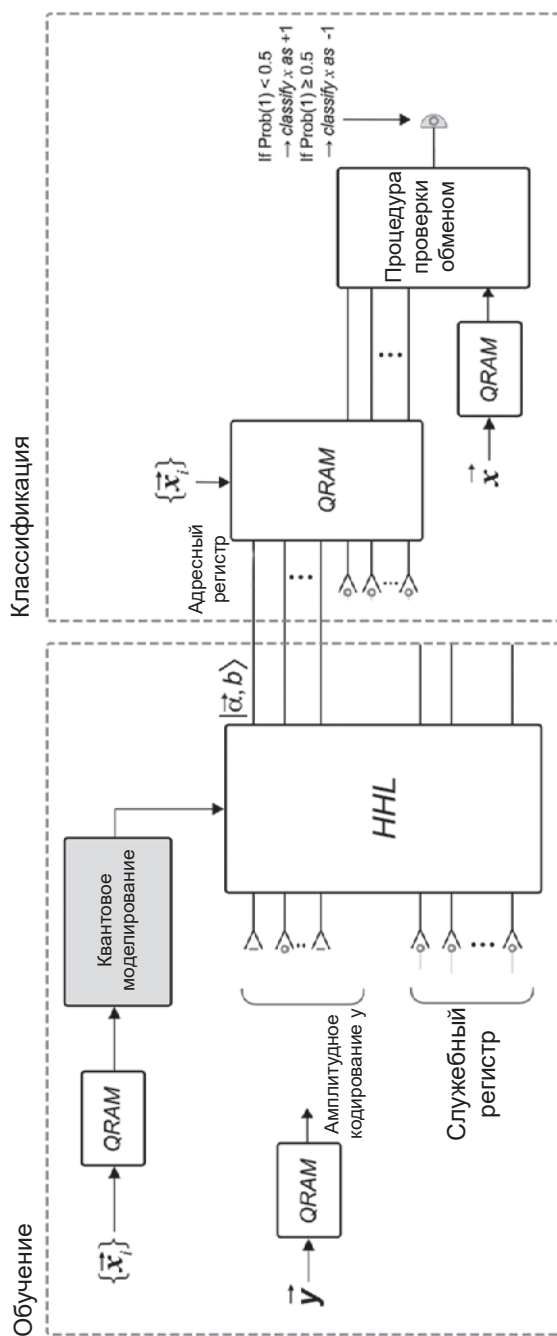 Обучение
{x⃗ᵢ}
QRAM
Квантовое
моделирование
y⃗
QRAM
Амплитудное
кодирование y
Служебный
регистр
HHL
|α⃗, b⟩
Классификация
Адресный
регистр
{x⃗ᵢ}
QRAM
x⃗
QRAM
Процедура
проверки
обменом
If Prob(1) < 0.5
→ classify x as +1
If Prob(1) ≥ 0.5
→ classify x as -1